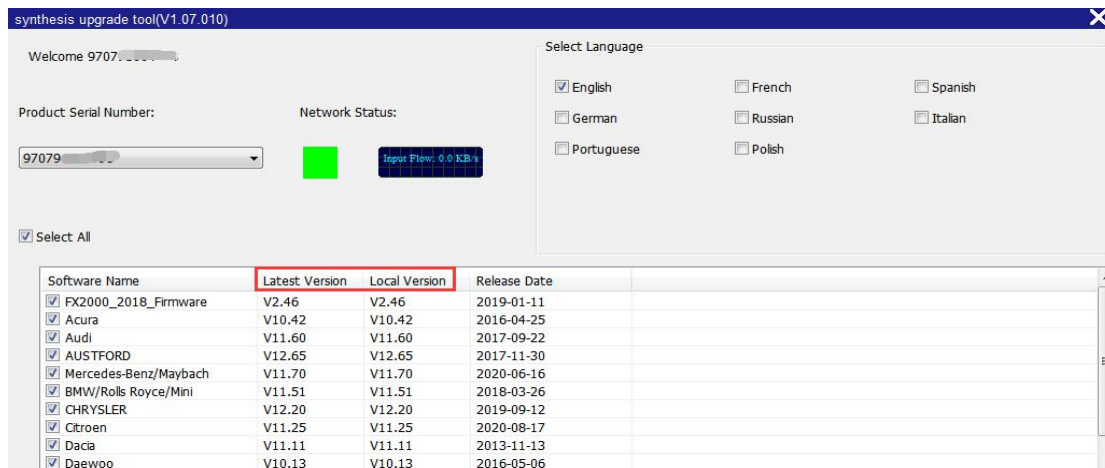 synthesis upgrade tool(V1.07.010)
Welcome 9707
Select Language
English French Spanish
German Russian Italian
Portuguese Polish
Product Serial Number: Network Status:
97079
Input Flow: 0.0 KB/s
Select All
Software Name Latest Version Local Version Release Date
FX2000_2018_Firmware V2.46 V2.46 2019-01-11
Acura V10.42 V10.42 2016-04-25
Audi V11.60 V11.60 2017-09-22
AUSTFORD V12.65 V12.65 2017-11-30
Mercedes-Benz/Maybach V11.70 V11.70 2020-06-16
BMW/Rolls Royce/Mini V11.51 V11.51 2018-03-26
CHRYSLER V12.20 V12.20 2019-09-12
Citroen V11.25 V11.25 2020-08-17
Dacia V11.11 V11.11 2013-11-13
Daewoo V10.13 V10.13 2016-05-06